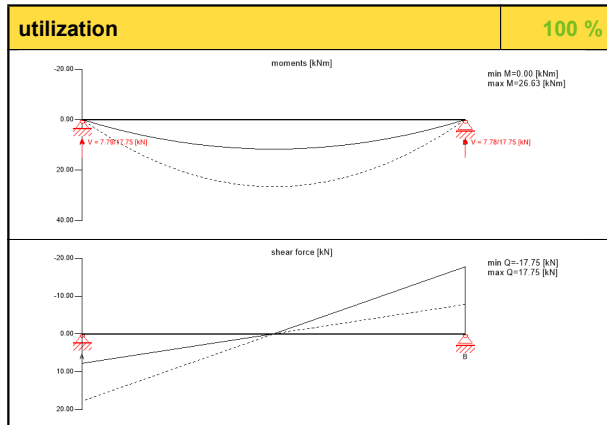 utilization 100 %
moments [kNm]
min M=0.00 [kNm]
max M=26.63 [kNm]
-20.00
0.00
V = 7.79/17.75 [kN] V = 7.78/17.75 [kN]
20.00
40.00
shear force [kN]
min Q=-17.75 [kN]
max Q=17.75 [kN]
-20.00
-10.00
0.00
A B
10.00
20.00